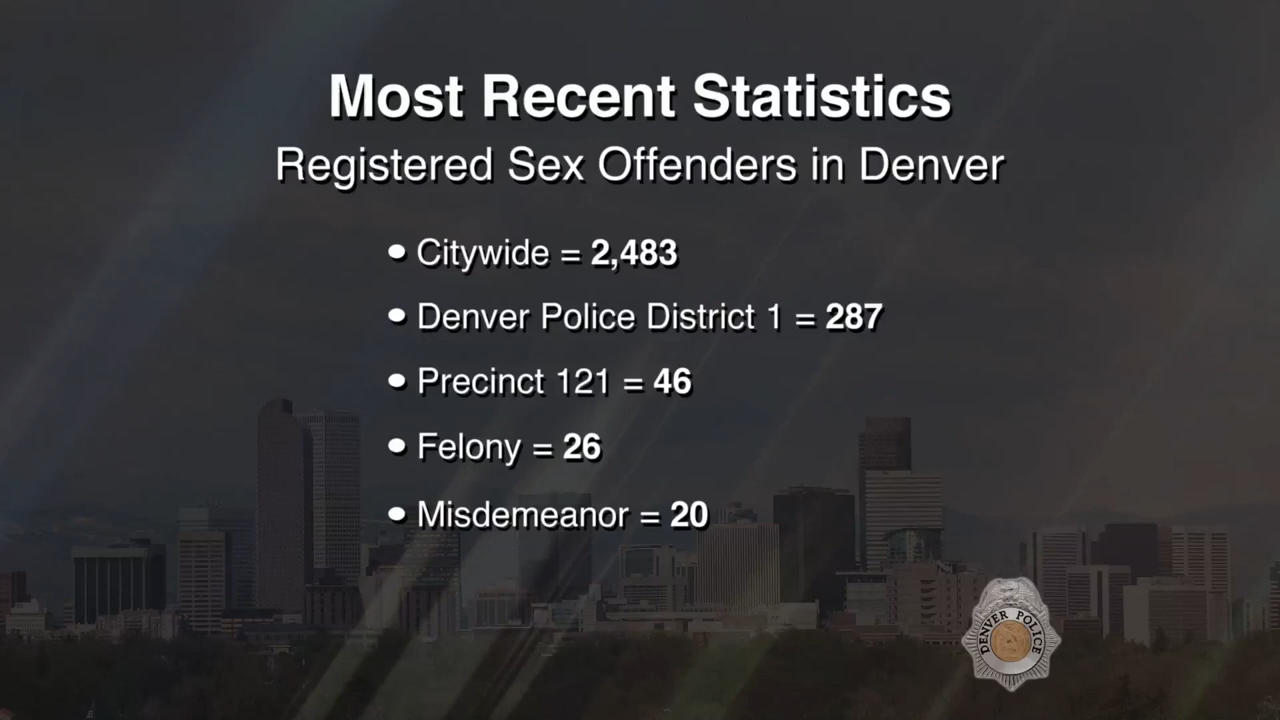 Most Recent Statistics
Registered Sex Offenders in Denver
• Citywide = 2,483
• Denver Police District 1 = 287
• Precinct 121 = 46
• Felony = 26
• Misdemeanor = 20
DENVER POLICE